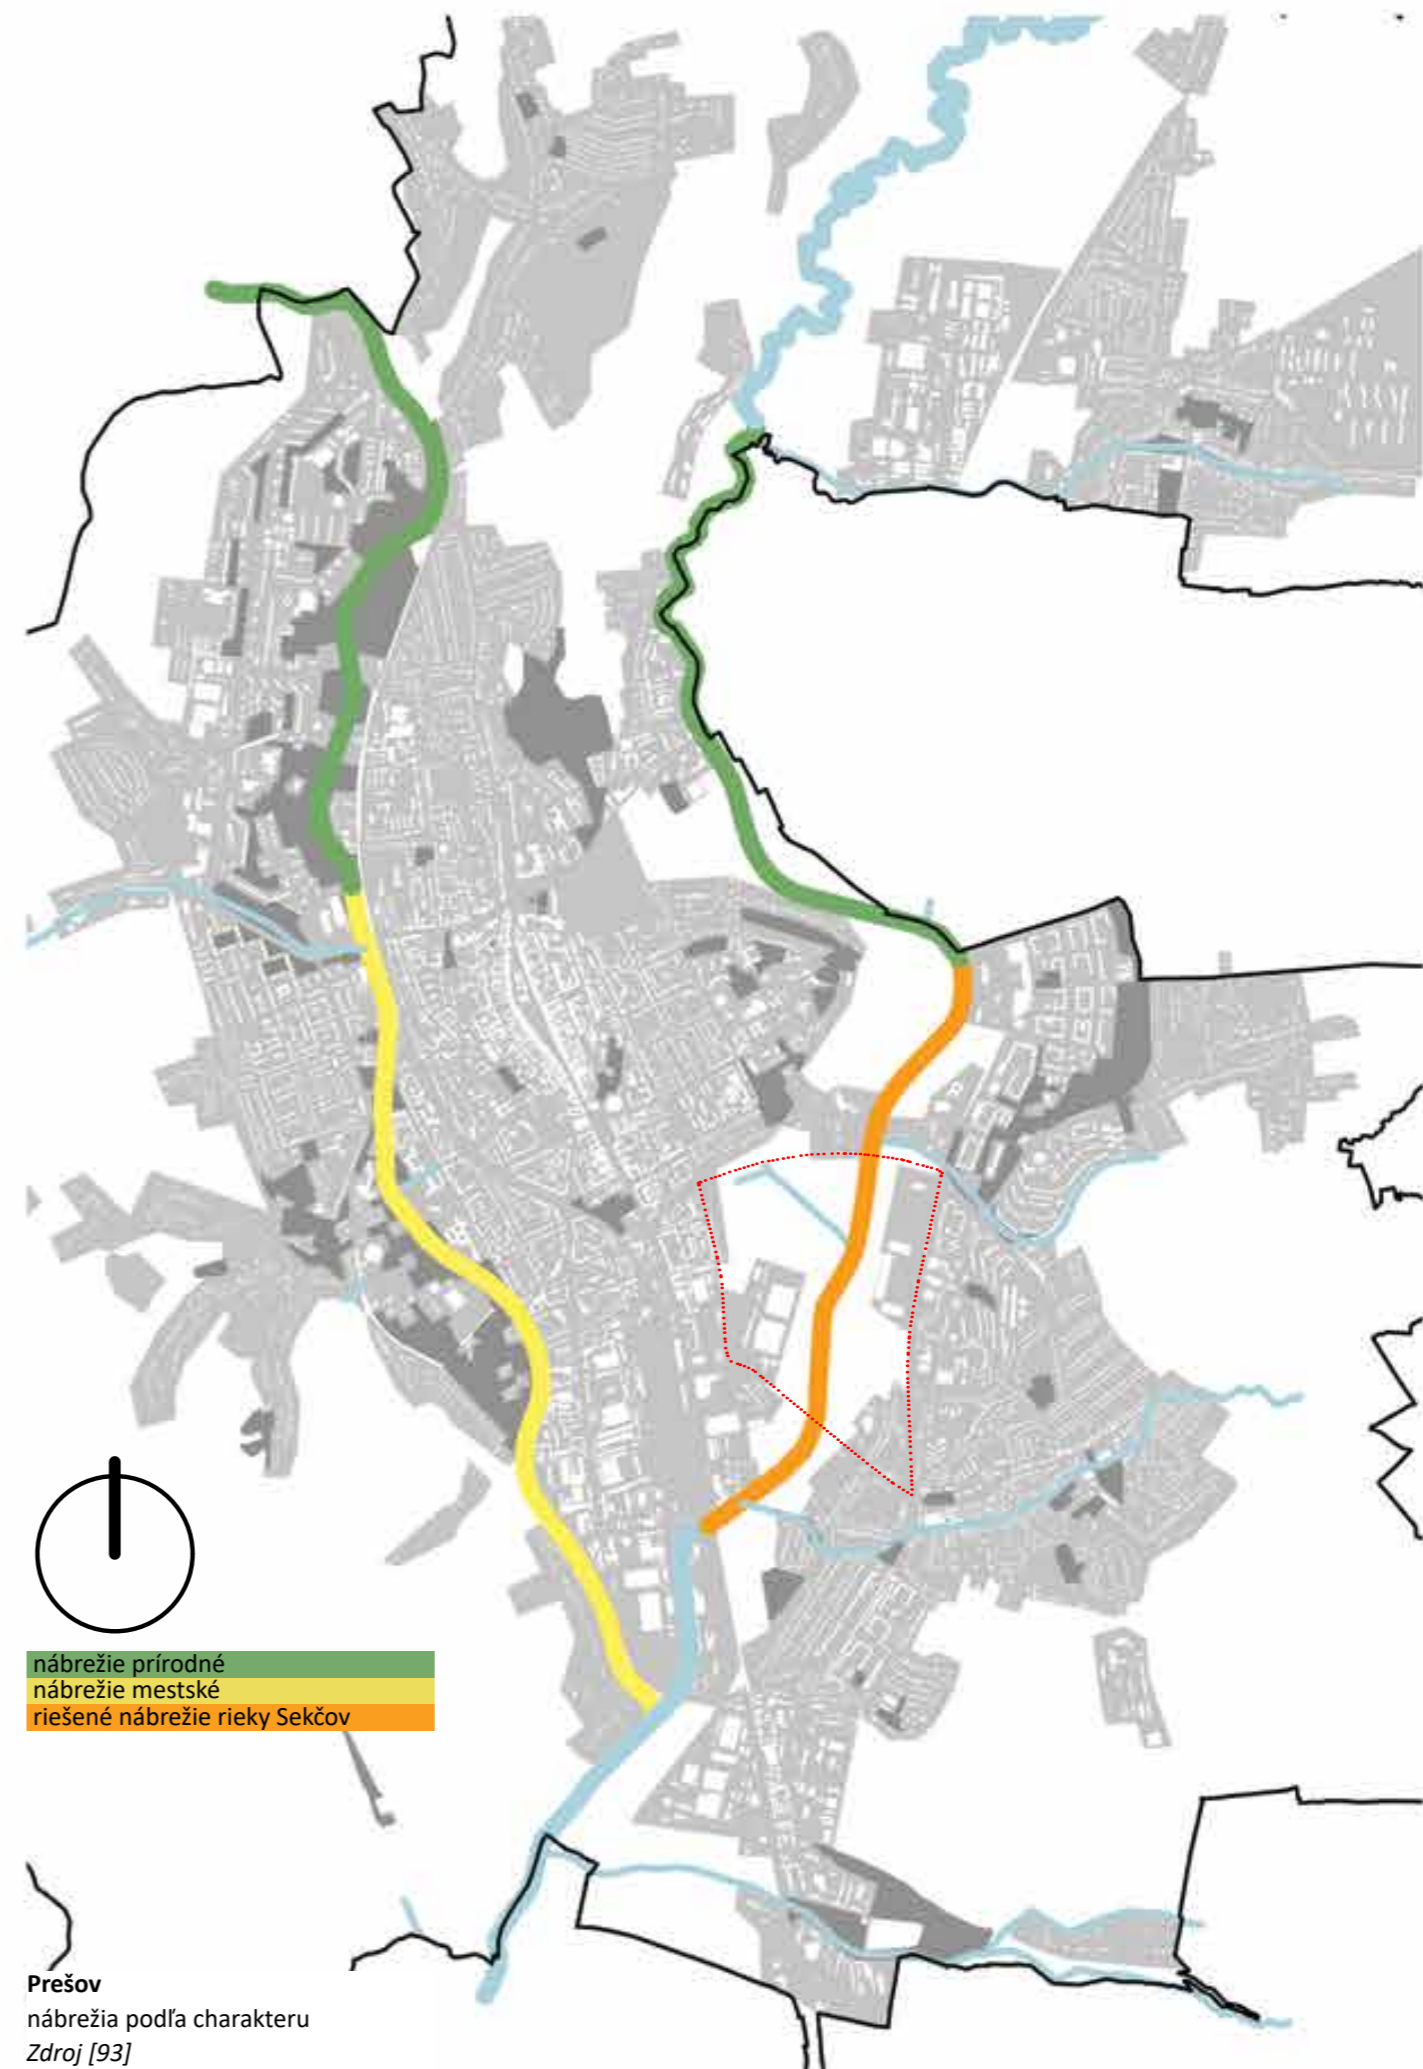 nábrežie prírodné
nábrežie mestské
riešené nábrežie rieky Sekčov
Prešov
nábrežia podľa charakteru
Zdroj [93]